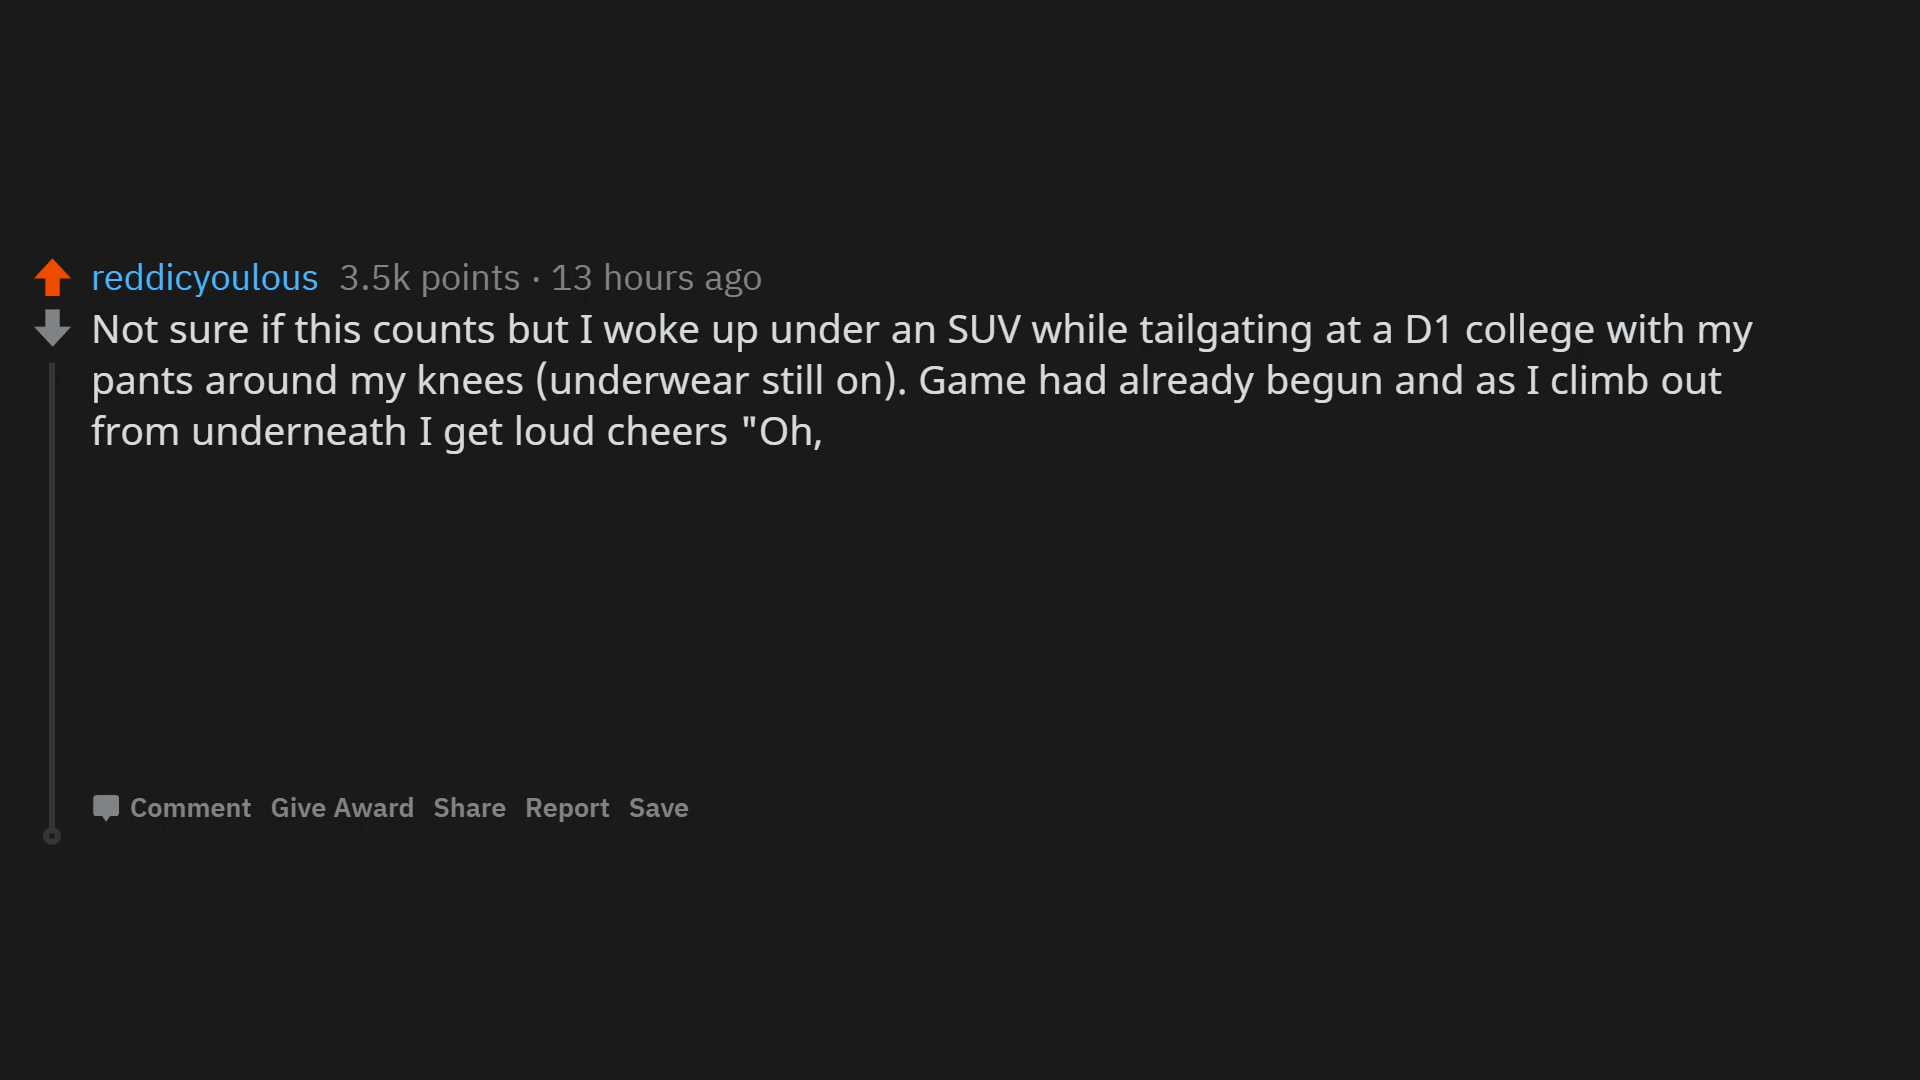 reddicyoulous 3.5k points · 13 hours ago
Not sure if this counts but I woke up under an SUV while tailgating at a D1 college with my
pants around my knees (underwear still on). Game had already begun and as I climb out
from underneath I get loud cheers "Oh,
Comment Give Award Share Report Save